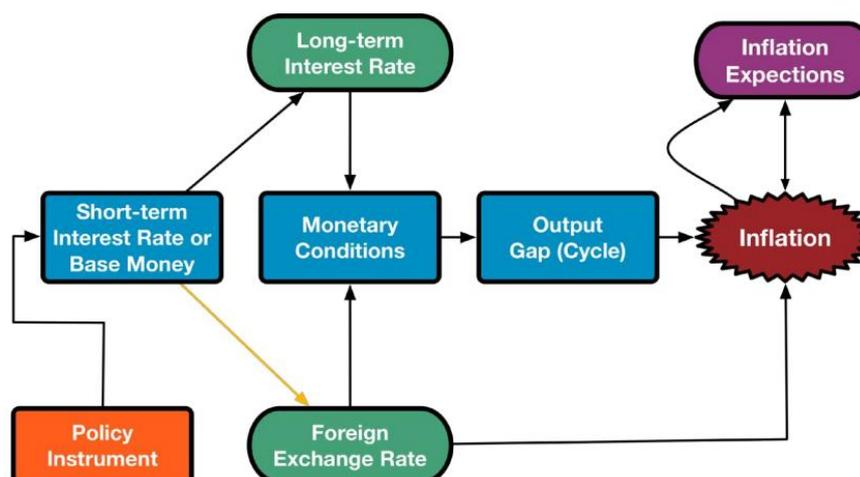 Long-term
Interest Rate
Inflation
Expections
Short-term
Interest Rate or
Base Money
Monetary
Conditions
Output
Gap (Cycle)
Inflation
Policy
Instrument
Foreign
Exchange Rate